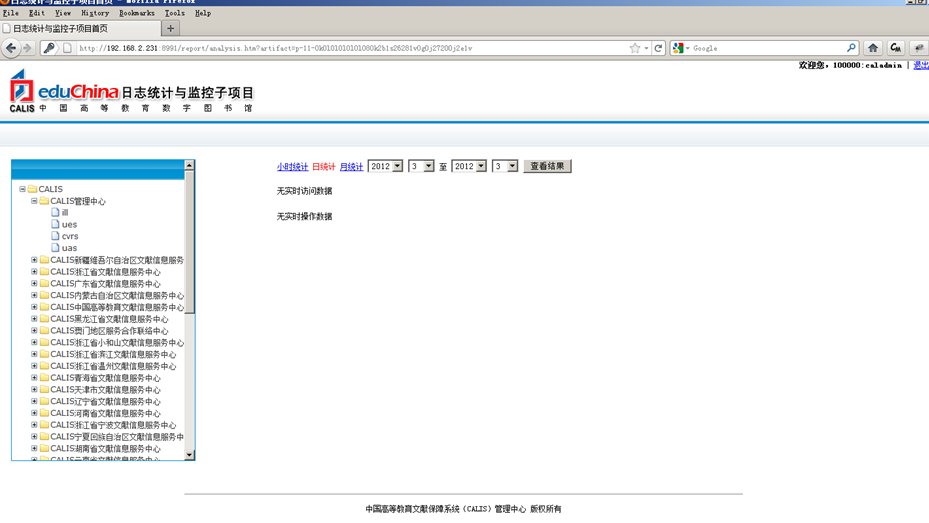 日志统计与监控子项目首页 - Mozilla Firefox
File Edit View History Bookmarks Tools Help
日志统计与监控子项目首页
Google
欢迎您，100000:caladmin | 退出
CALIS eduChina 日志统计与监控子项目
中国高等教育数字图书馆
小时统计 日统计 月统计 2012 3 至 2012 3 查看结果
无实时访问数据
无实时操作数据
CALIS
CALIS管理中心
ill
ues
cvrs
uas
CALIS新疆维吾尔自治区文献信息服务
CALIS浙江省文献信息服务中心
CALIS广东省文献信息服务中心
CALIS内蒙古自治区文献信息服务中心
CALIS中国高等教育文献信息服务中心
CALIS黑龙江省文献信息服务中心
CALIS澳门地区服务合作联络中心
CALIS浙江省小和山文献信息服务中心
CALIS浙江省滨江文献信息服务中心
CALIS浙江省温州文献信息服务中心
CALIS青海省文献信息服务中心
CALIS天津市文献信息服务中心
CALIS辽宁省文献信息服务中心
CALIS河南省文献信息服务中心
CALIS浙江省宁波文献信息服务中心
CALIS宁夏回族自治区文献信息服务中
CALIS湖南省文献信息服务中心
CALIS云南省文献信息服务中心
中国高等教育文献保障系统（CALIS）管理中心 版权所有